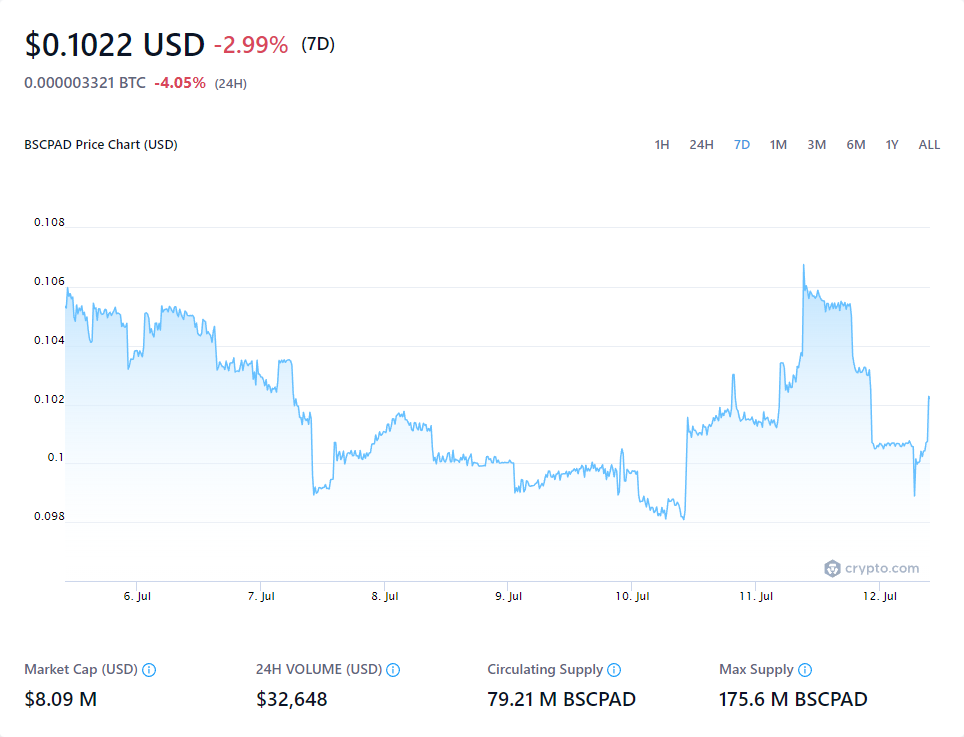 $0.1022 USD -2.99% (7D)
0.000003321 BTC -4.05% (24H)
BSCPAD Price Chart (USD) 1H 24H 7D 1M 3M 6M 1Y ALL
0.108
0.106
0.104
0.102
0.1
0.098
crypto.com
6. Jul 7. Jul 8. Jul 9. Jul 10. Jul 11. Jul 12. Jul
Market Cap (USD) 24H VOLUME (USD) Circulating Supply Max Supply
$8.09 M $32,648 79.21 M BSCPAD 175.6 M BSCPAD